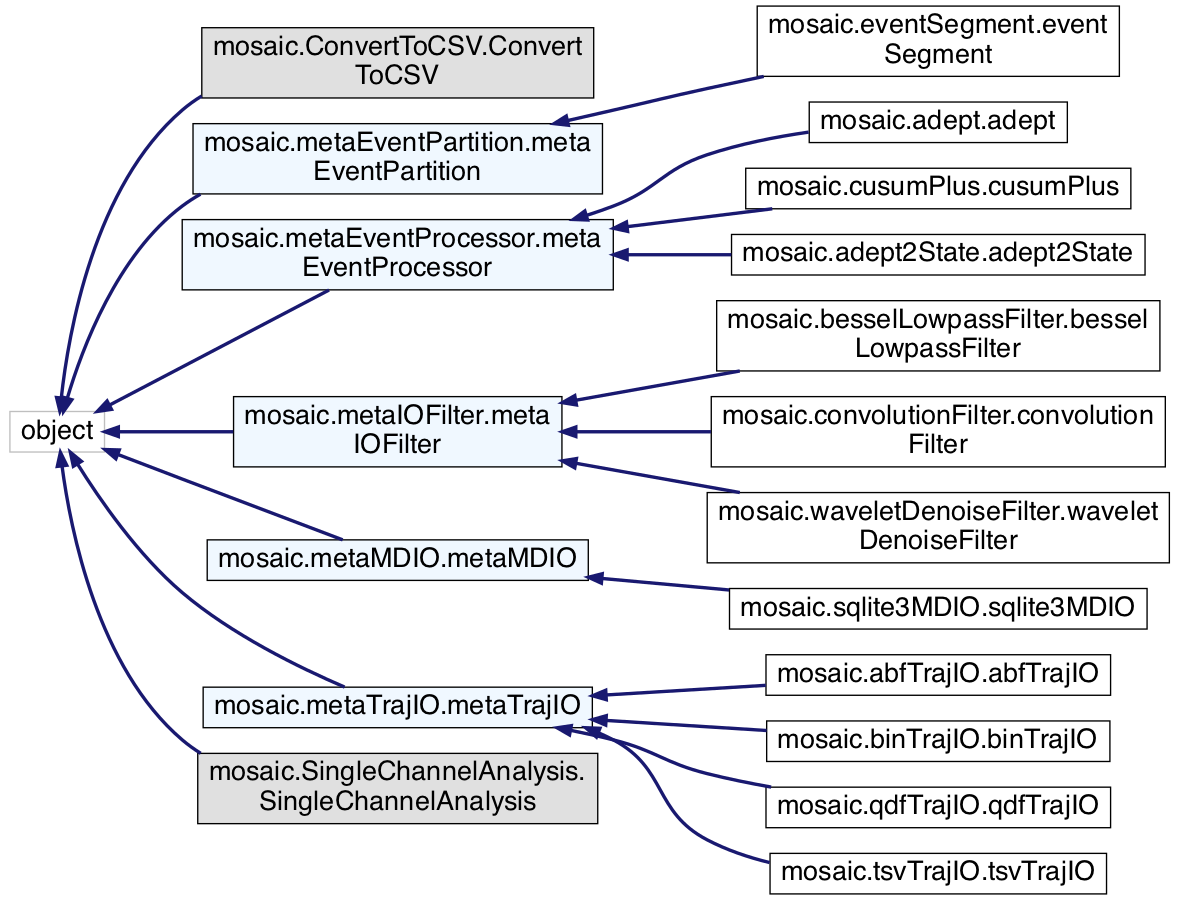 mosaic.ConvertToCSV.Convert
ToCSV
mosaic.metaEventPartition.meta
EventPartition
mosaic.metaEventProcessor.meta
EventProcessor
object
mosaic.metaIOFilter.meta
IOFilter
mosaic.metaMDIO.metaMDIO
mosaic.metaTrajIO.metaTrajIO
mosaic.SingleChannelAnalysis.
SingleChannelAnalysis
mosaic.eventSegment.event
Segment
mosaic.adept.adept
mosaic.cusumPlus.cusumPlus
mosaic.adept2State.adept2State
mosaic.besselLowpassFilter.bessel
LowpassFilter
mosaic.convolutionFilter.convolution
Filter
mosaic.waveletDenoiseFilter.wavelet
DenoiseFilter
mosaic.sqlite3MDIO.sqlite3MDIO
mosaic.abfTrajIO.abfTrajIO
mosaic.binTrajIO.binTrajIO
mosaic.qdfTrajIO.qdfTrajIO
mosaic.tsvTrajIO.tsvTrajIO